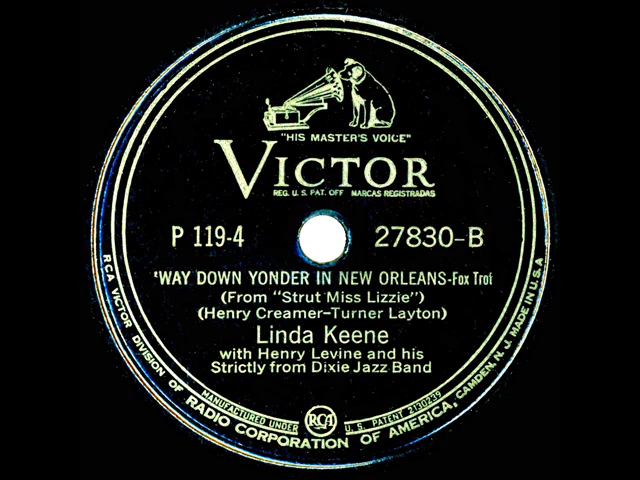 "HIS MASTER'S VOICE"
VICTOR
REG. U.S. PAT. OFF. MARCAS REGISTRADAS
P 119-4 27830-B
'WAY DOWN YONDER IN NEW ORLEANS-Fox Trot
(From "Strut Miss Lizzie")
(Henry Creamer-Turner Layton)
Linda Keene
with Henry Levine and his
Strictly from Dixie Jazz Band
MANUFACTURED UNDER RCA U.S. PATENT 2130239
RCA VICTOR DIVISION OF RADIO CORPORATION OF AMERICA, CAMDEN, N.J. MADE IN U.S.A.